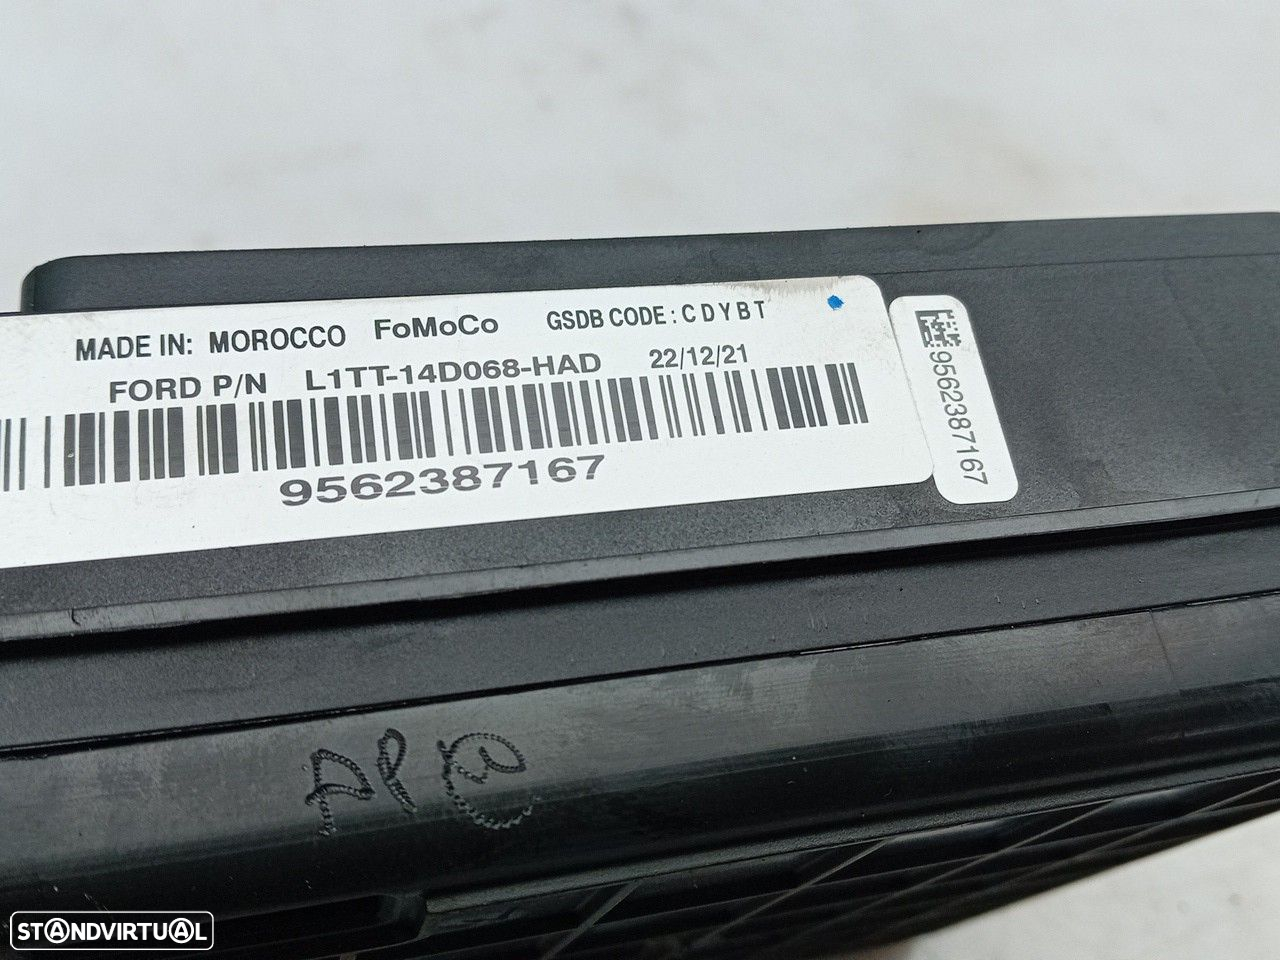 MADE IN: MOROCCO FoMoCo GSDB CODE : C D Y B T
FORD P/N L1TT-14D068-HAD 22/12/21
9562387167
9562387167
STANDVIRTUAL